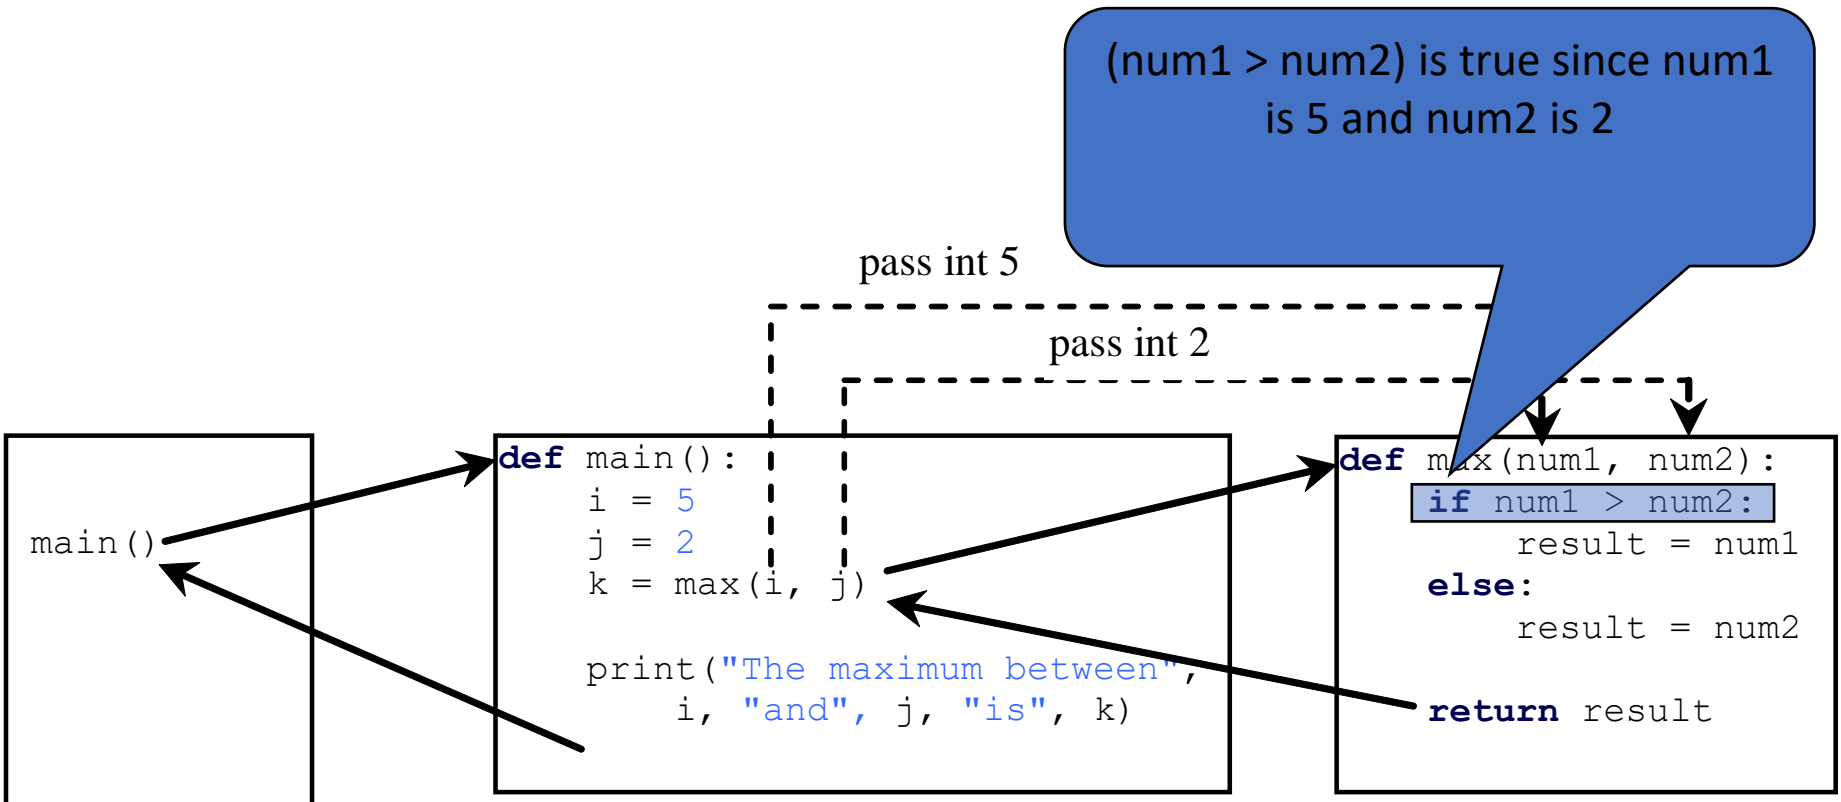 (num1 > num2) is true since num1
is 5 and num2 is 2
pass int 5
pass int 2
main()
def main():
    i = 5
    j = 2
    k = max(i, j)
    print("The maximum between",
        i, "and", j, "is", k)
def max(num1, num2):
    if num1 > num2:
        result = num1
    else:
        result = num2
    return result